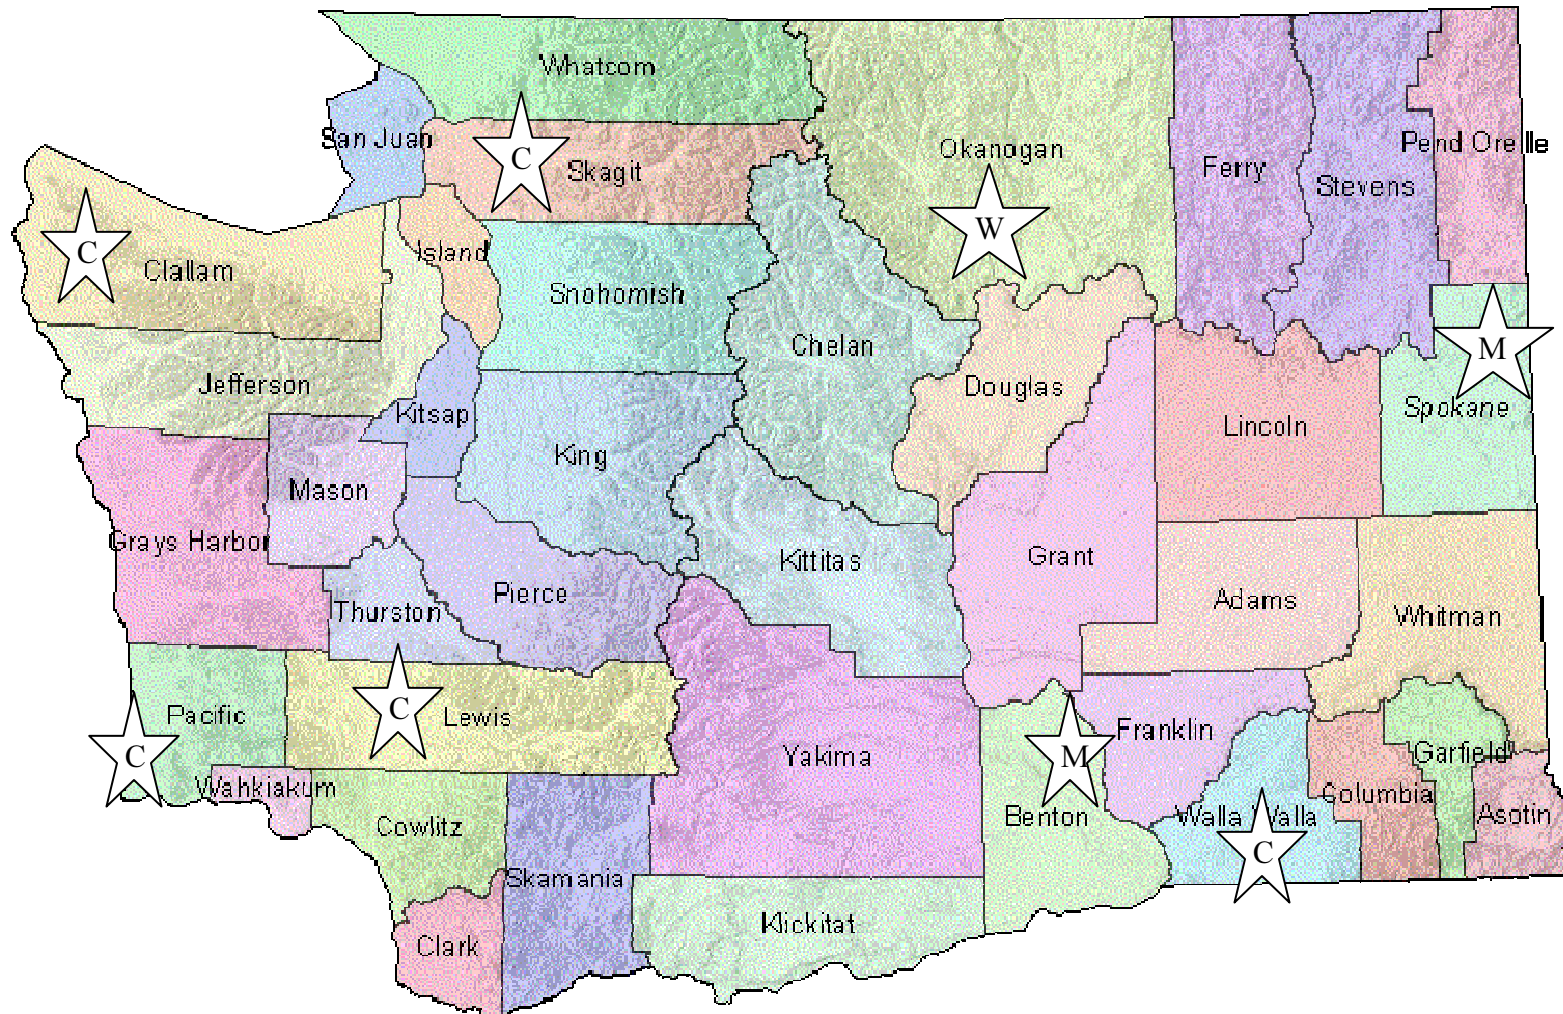 Whatcom
San Juan
C
Skagit
Okanogan
Ferry
Stevens
Pend Oreille
C
Clallam
Island
Snohomish
W
Chelan
Douglas
M
Spokane
Jefferson
Kitsap
King
Lincoln
Mason
Grays Harbor
Kittitas
Grant
Adams
Whitman
Thurston
Pierce
C
Pacific
C
Lewis
Yakima
M
Franklin
Garfield
Wahkiakum
Cowlitz
Benton
Walla Walla
C
Columbia
Asotin
Skamania
Klickitat
Clark